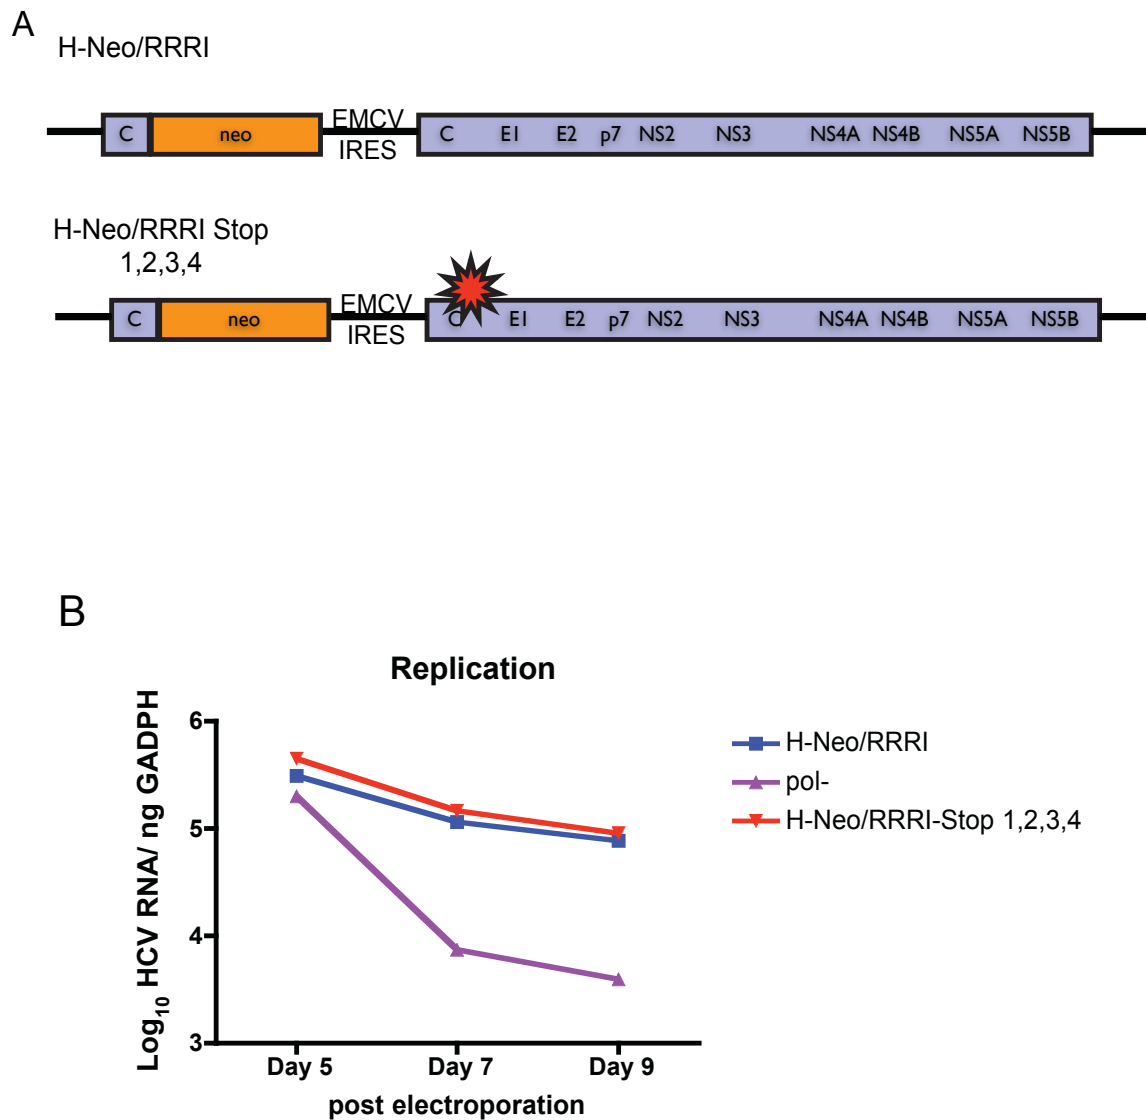 A
H-Neo/RRRI
C neo EMCV IRES C E1 E2 p7 NS2 NS3 NS4A NS4B NS5A NS5B
H-Neo/RRRI Stop
1,2,3,4
C neo EMCV IRES C E1 E2 p7 NS2 NS3 NS4A NS4B NS5A NS5B
B
Replication
Log10 HCV RNA/ ng GADPH
6
5
4
3
Day 5 Day 7 Day 9
post electroporation
H-Neo/RRRI
pol-
H-Neo/RRRI-Stop 1,2,3,4